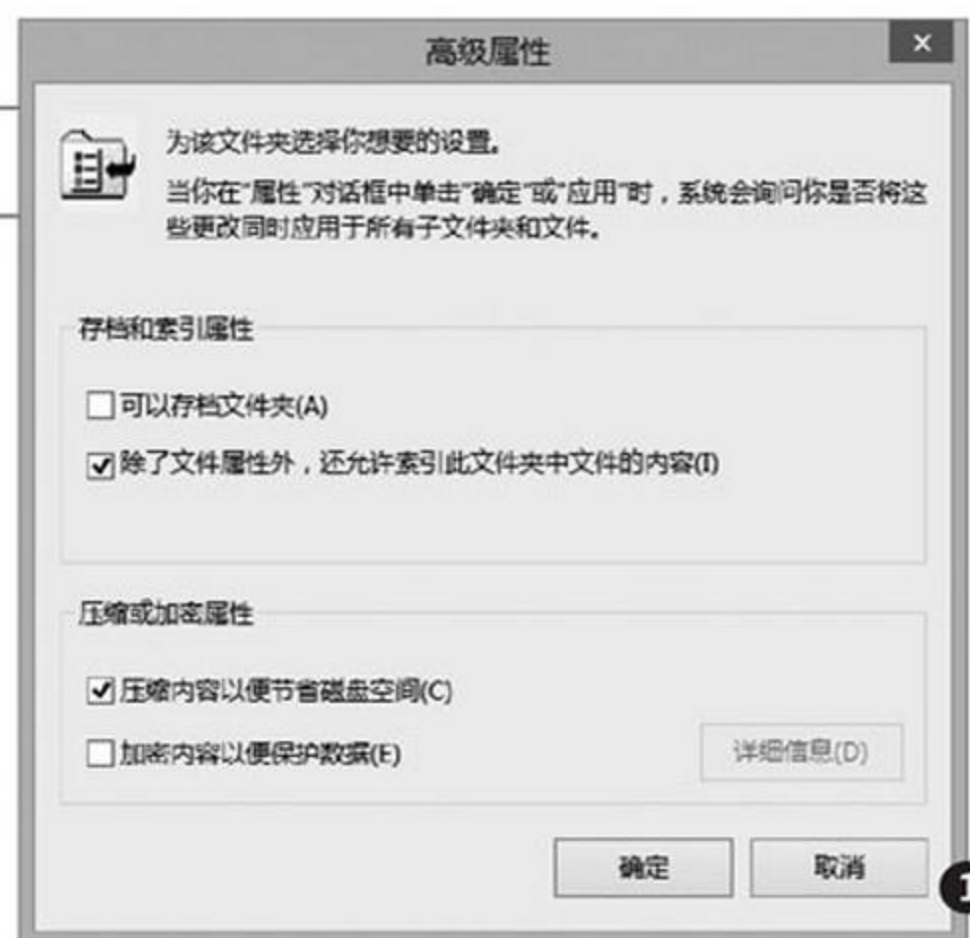 高级属性
为该文件夹选择你想要的设置。
当你在"属性"对话框中单击"确定"或"应用"时，系统会询问你是否将这
些更改同时应用于所有子文件夹和文件。
存档和索引属性
可以存档文件夹(A)
除了文件属性外，还允许索引此文件夹中文件的内容(I)
压缩或加密属性
压缩内容以便节省磁盘空间(C)
加密内容以便保护数据(E)
详细信息(D)
确定
取消